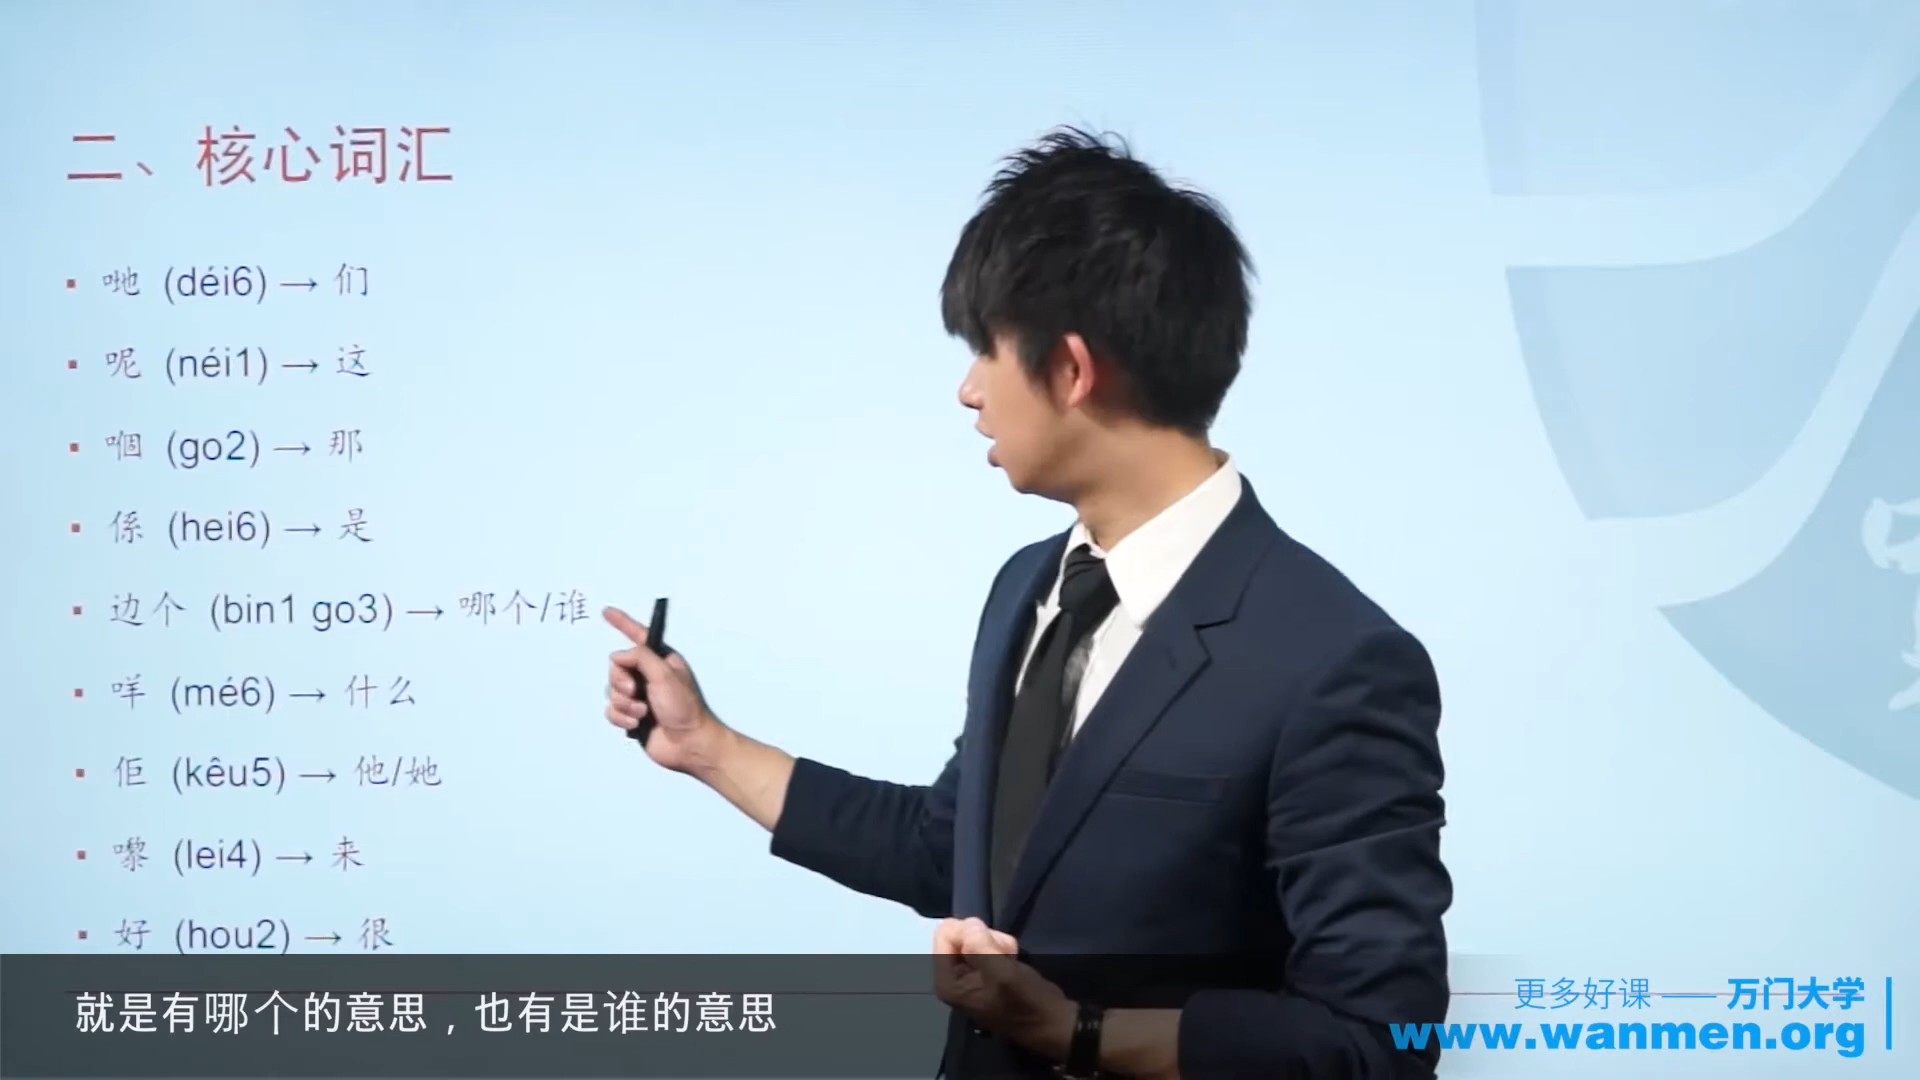 二、核心词汇
哋 (déi6) → 们
呢 (néi1) → 这
嗰 (go2) → 那
係 (hei6) → 是
边个 (bin1 go3) → 哪个/谁
咩 (mé6) → 什么
佢 (kêu5) → 他/她
嚟 (lei4) → 来
好 (hou2) → 很
就是有哪个的意思，也有是谁的意思
更多好课 —— 万门大学
www.wanmen.org